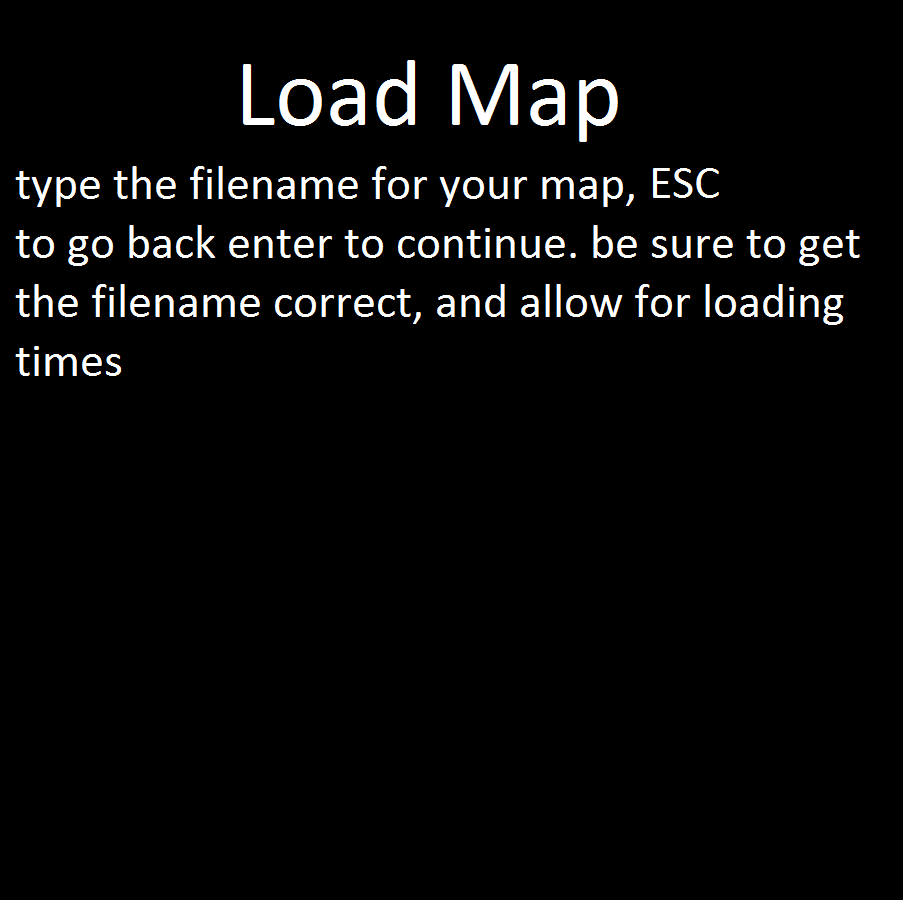 Load Map
type the filename for your map, ESC
to go back enter to continue. be sure to get
the filename correct, and allow for loading
times